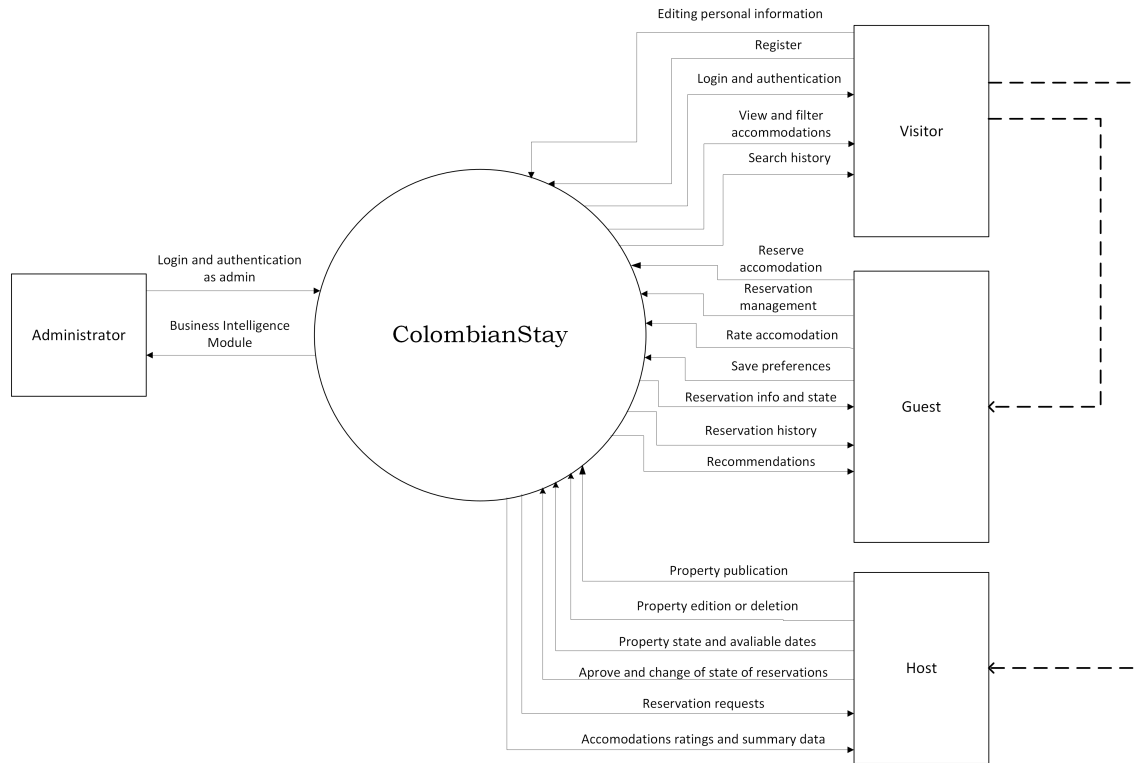 Editing personal information
Register
Login and authentication
View and filter
accommodations
Search history
Visitor
Reserve
accomodation
Reservation
management
Rate accomodation
Save preferences
Reservation info and state
Reservation history
Recommendations
Guest
Login and authentication
as admin
Business Intelligence
Module
Administrator
ColombianStay
Property publication
Property edition or deletion
Property state and avaliable dates
Aprove and change of state of reservations
Reservation requests
Accomodations ratings and summary data
Host